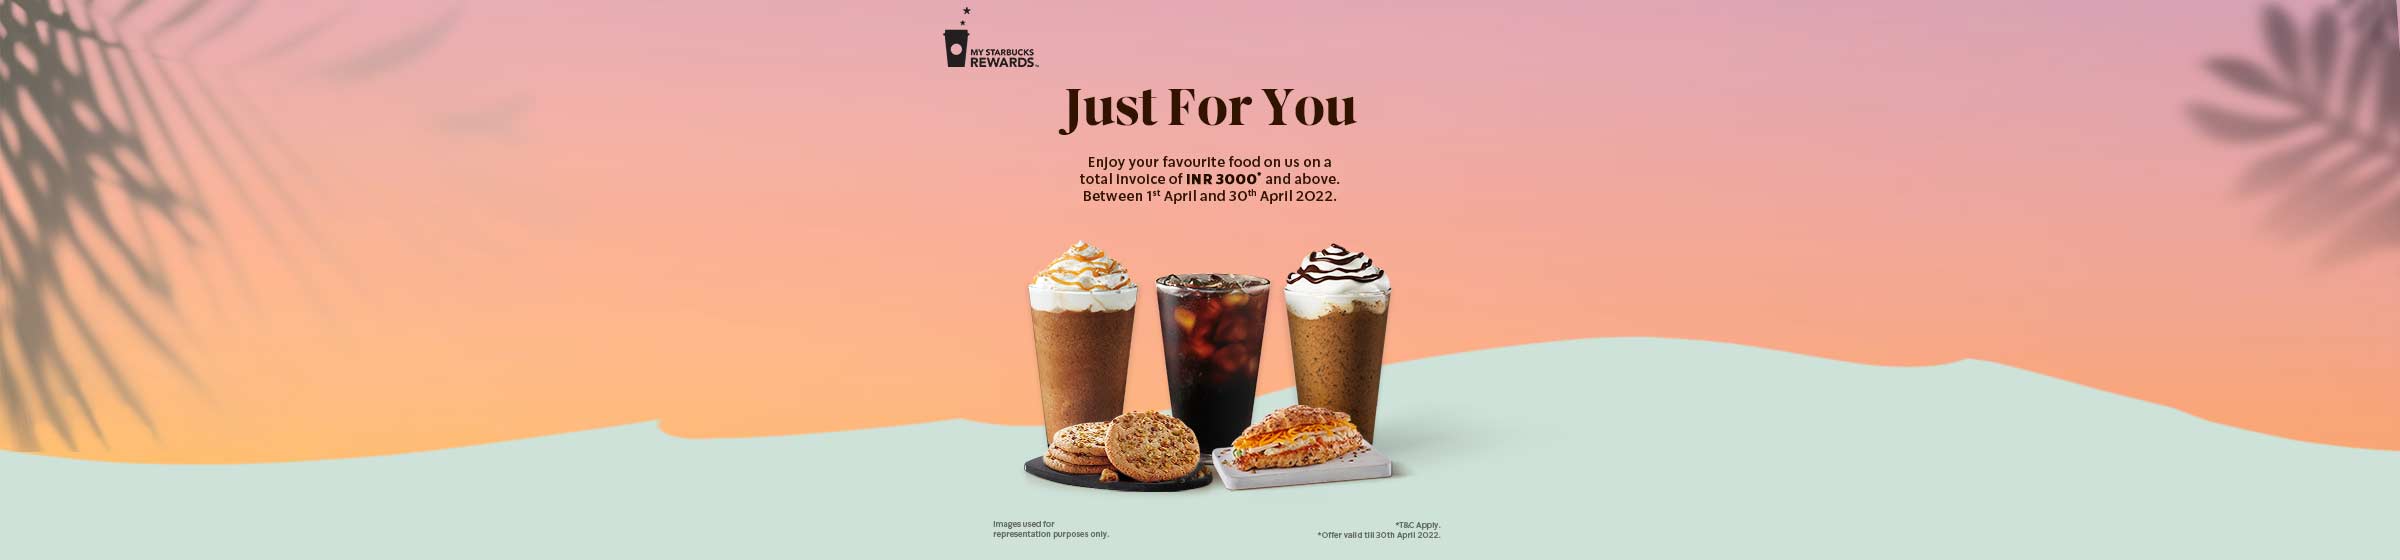 MY STARBUCKS
REWARDS™
Just For You
Enjoy your favourite food on us on a
total invoice of INR 3000* and above.
Between 1st April and 30th April 2022.
Images used for
representation purposes only.
*T&C Apply.
*Offer valid till 30th April 2022.